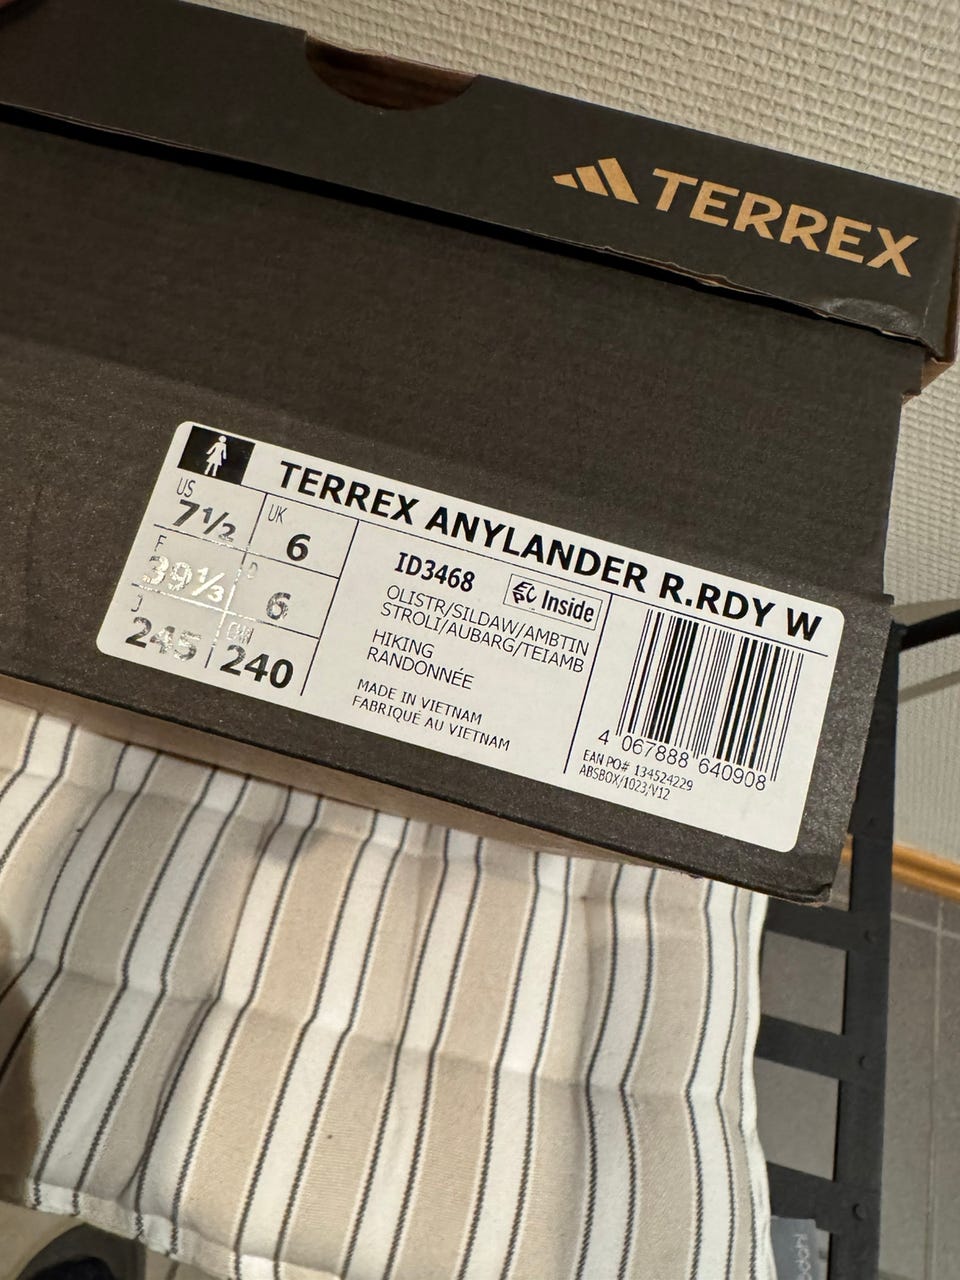 TERREX
TERREX ANYLANDER R.RDY W
US
7½
UK
6
F
39⅓
D
6
J
245
CHN
240
ID3468
Inside
OLISTR/SILDAW/AMBTIN
STROLI/AUBARG/TEIAMB
HIKING
RANDONNÉE
MADE IN VIETNAM
FABRIQUÉ AU VIETNAM
4 067888 640908
EAN PO# 134524229
ABSBOX/1023/V12